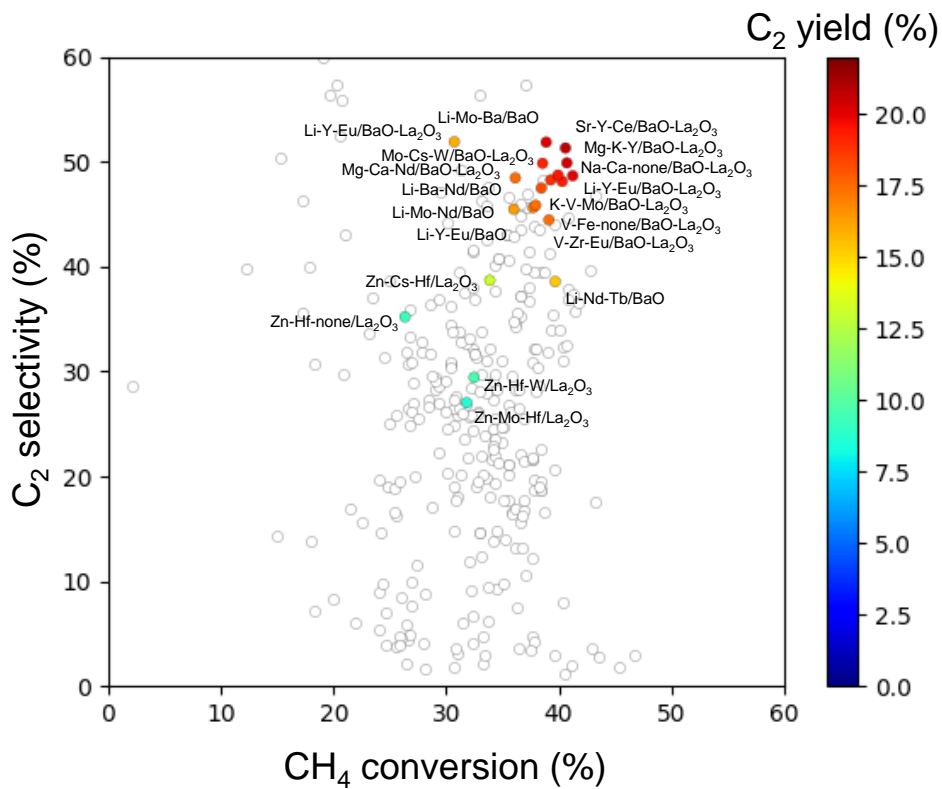 C₂ yield (%)
60
50
40
30
20
10
0
C₂ selectivity (%)
Li-Mo-Ba/BaO
Li-Y-Eu/BaO-La₂O₃
Sr-Y-Ce/BaO-La₂O₃
Mg-K-Y/BaO-La₂O₃
Mo-Cs-W/BaO-La₂O₃
Mg-Ca-Nd/BaO-La₂O₃
Na-Ca-none/BaO-La₂O₃
Li-Ba-Nd/BaO
Li-Y-Eu/BaO-La₂O₃
K-V-Mo/BaO-La₂O₃
Li-Mo-Nd/BaO
V-Fe-none/BaO-La₂O₃
Li-Y-Eu/BaO
V-Zr-Eu/BaO-La₂O₃
Zn-Cs-Hf/La₂O₃
Li-Nd-Tb/BaO
Zn-Hf-none/La₂O₃
Zn-Hf-W/La₂O₃
Zn-Mo-Hf/La₂O₃
20.0
17.5
15.0
12.5
10.0
7.5
5.0
2.5
0.0
0 10 20 30 40 50 60
CH₄ conversion (%)